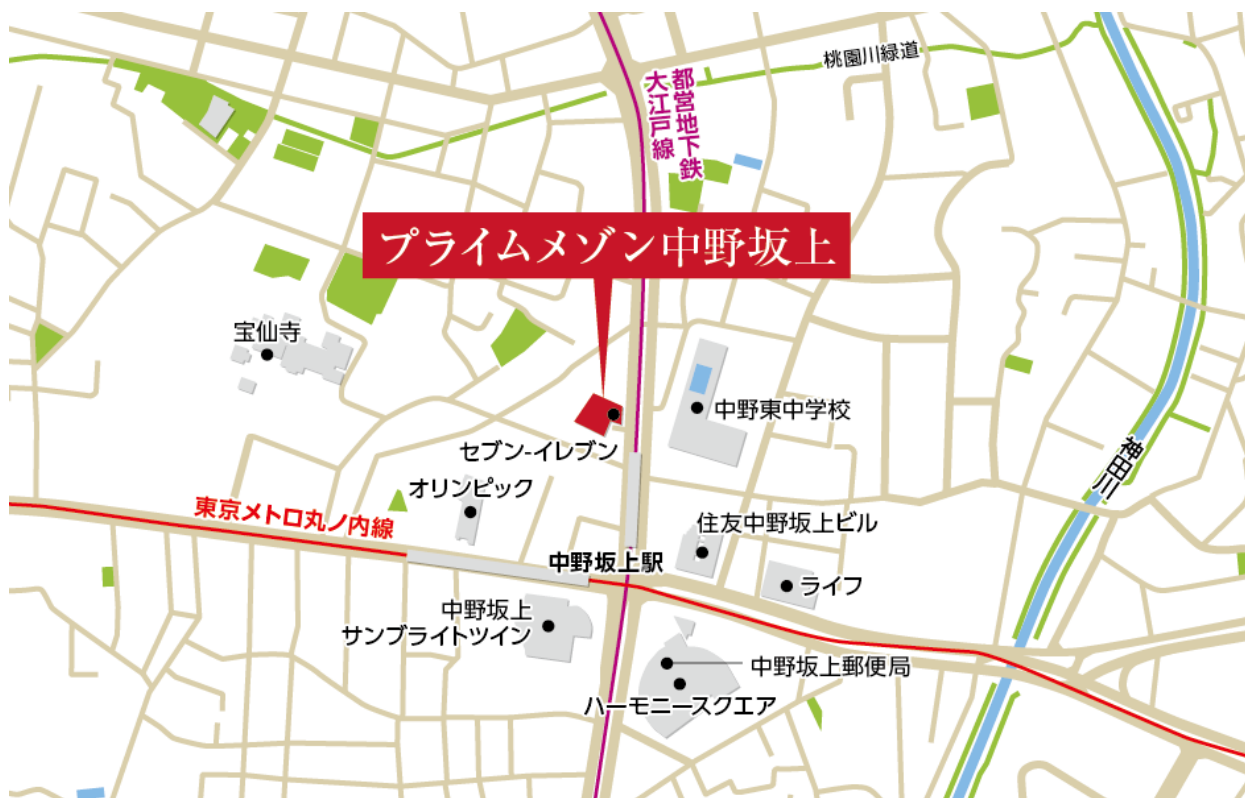 桃園川緑道
都営地下鉄
大江戸線
プライムメゾン中野坂上
宝仙寺
中野東中学校
セブン-イレブン
オリンピック
神田川
東京メトロ丸ノ内線
住友中野坂上ビル
中野坂上駅
ライフ
中野坂上
サンブライトツイン
中野坂上郵便局
ハーモニースクエア